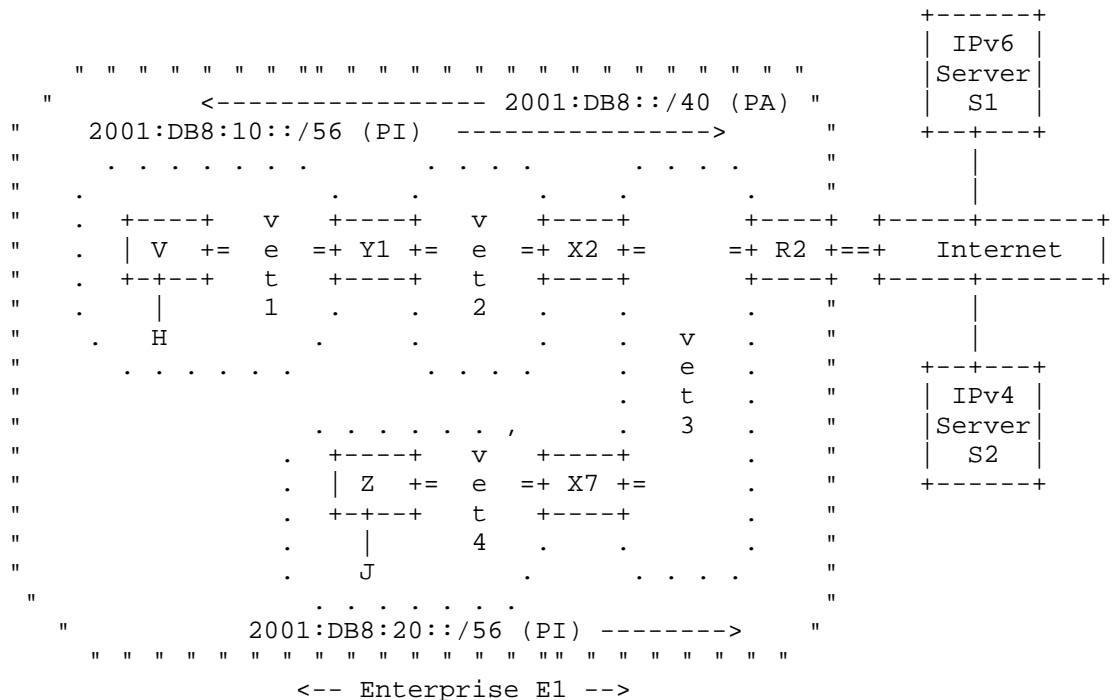 +------+
                                                         | IPv6 |
    " " " " " " " "" " " " " " " " " " " " " " " "       |Server|
  "         <----------------- 2001:DB8::/40 (PA) "      |  S1  |
"    2001:DB8:10::/56 (PI)  ---------------->      "     +--+---+
"     . . . . . . .       . . . .      . . . .     "        |
"   .               .    .       .    .       .    "        |
"   .  +----+   v   +----+   v   +----+       +----+  +-----+-------+
"   .  | V  +=  e  =+ Y1 +=  e  =+ X2 +=     =+ R2 +==+   Internet  |
"   .  +-+--+   t   +----+   t   +----+       +----+  +-----+-------+
"   .    |      1   .    .   2   .    .       .    "        |
"    .   H         .     .       .    .   v   .    "        |
"      . . . . . .        . . . .     .   e   .    "     +--+---+
"                                     .   t   .    "     | IPv4 |
"                  . . . . . . ,      .   3   .    "     |Server|
"                .  +----+   v   +----+       .    "     |  S2  |
"                .  | Z  +=  e  =+ X7 +=      .    "     +------+
"                .  +-+--+   t   +----+       .    "
"                .    |      4   .    .       .    "
"                .    J         .      . . . .     "
 "                 . . . . . . .                   "
   "           2001:DB8:20::/56 (PI) -------->    "
     " " " " " " " " " " " " " " "" " " " " " " "
                  <-- Enterprise E1 -->